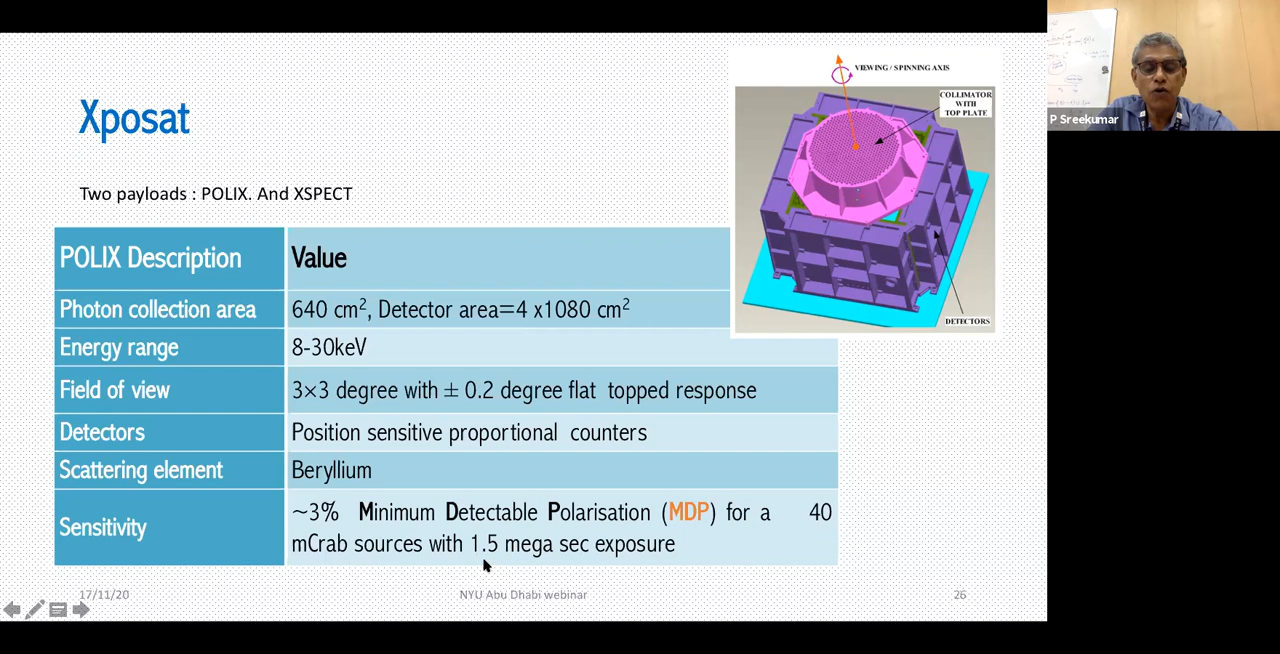 Xposat
Two payloads : POLIX. And XSPECT
VIEWING / SPINNING AXIS
COLLIMATOR
WITH
TOP PLATE
DETECTORS
P Sreekumar
POLIX Description Value
Photon collection area 640 cm², Detector area=4 x1080 cm²
Energy range 8-30keV
Field of view 3×3 degree with ± 0.2 degree flat topped response
Detectors Position sensitive proportional counters
Scattering element Beryllium
Sensitivity ~3% Minimum Detectable Polarisation (MDP) for a 40
mCrab sources with 1.5 mega sec exposure
17/11/20 NYU Abu Dhabi webinar 26